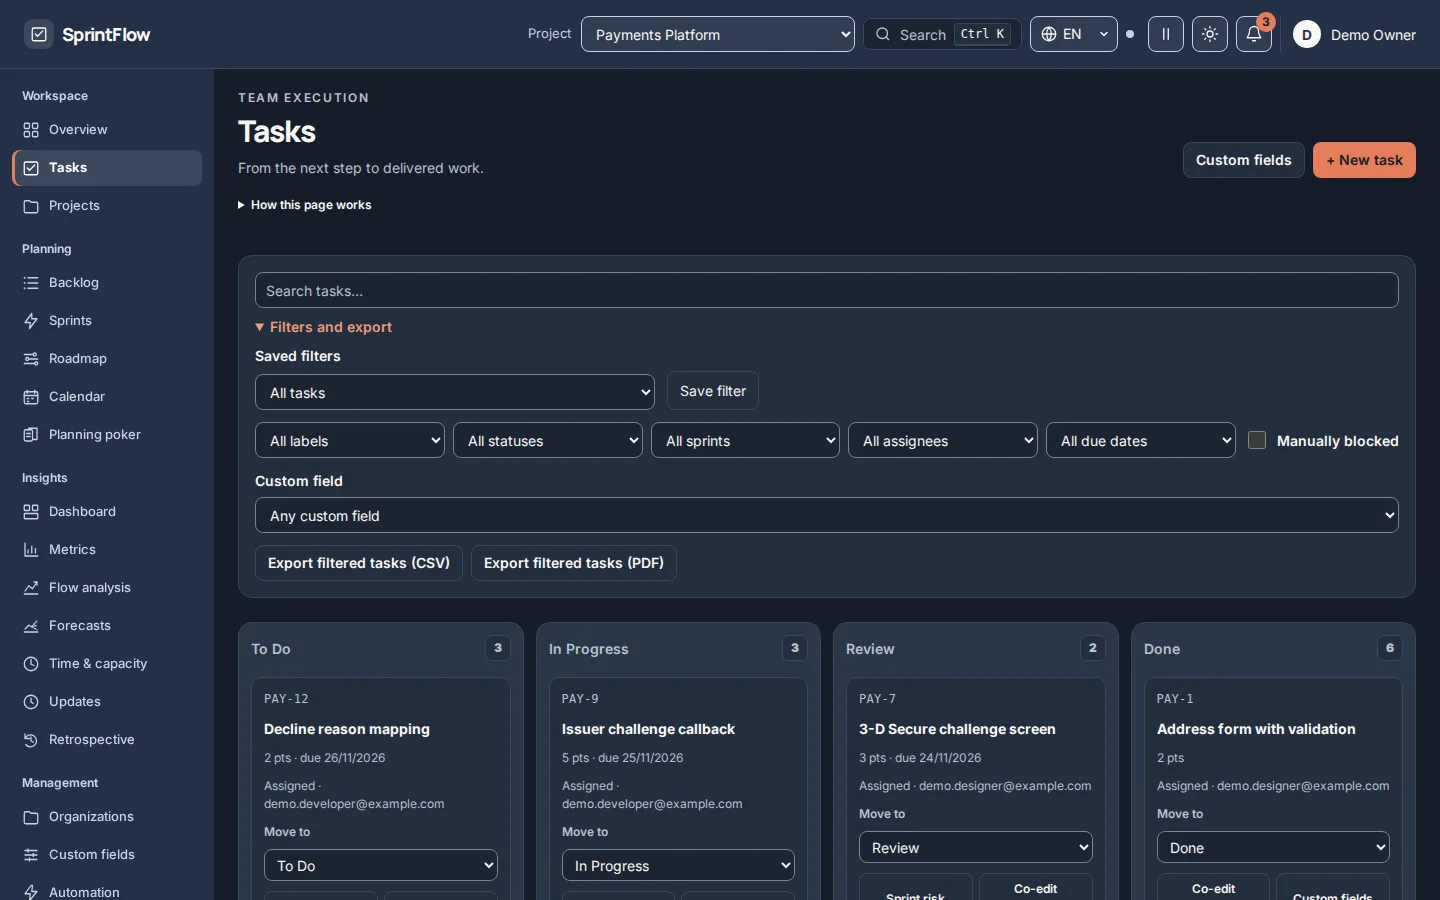 SprintFlow
Project
Payments Platform
Search
Ctrl K
EN
3
D
Demo Owner
Workspace
Overview
Tasks
Projects
Planning
Backlog
Sprints
Roadmap
Calendar
Planning poker
Insights
Dashboard
Metrics
Flow analysis
Forecasts
Time & capacity
Updates
Retrospective
Management
Organizations
Custom fields
Automation
TEAM EXECUTION
Tasks
From the next step to delivered work.
How this page works
Custom fields
+ New task
Search tasks...
Filters and export
Saved filters
All tasks
Save filter
All labels
All statuses
All sprints
All assignees
All due dates
Manually blocked
Custom field
Any custom field
Export filtered tasks (CSV)
Export filtered tasks (PDF)
To Do
3
PAY-12
Decline reason mapping
2 pts · due 26/11/2026
Assigned ·
demo.developer@example.com
Move to
To Do
In Progress
3
PAY-9
Issuer challenge callback
5 pts · due 25/11/2026
Assigned ·
demo.developer@example.com
Move to
In Progress
Review
2
PAY-7
3-D Secure challenge screen
3 pts · due 24/11/2026
Assigned · demo.designer@example.com
Move to
Review
Sprint risk
Co-edit
Done
6
PAY-1
Address form with validation
2 pts
Assigned · demo.designer@example.com
Move to
Done
Co-edit
Custom fields